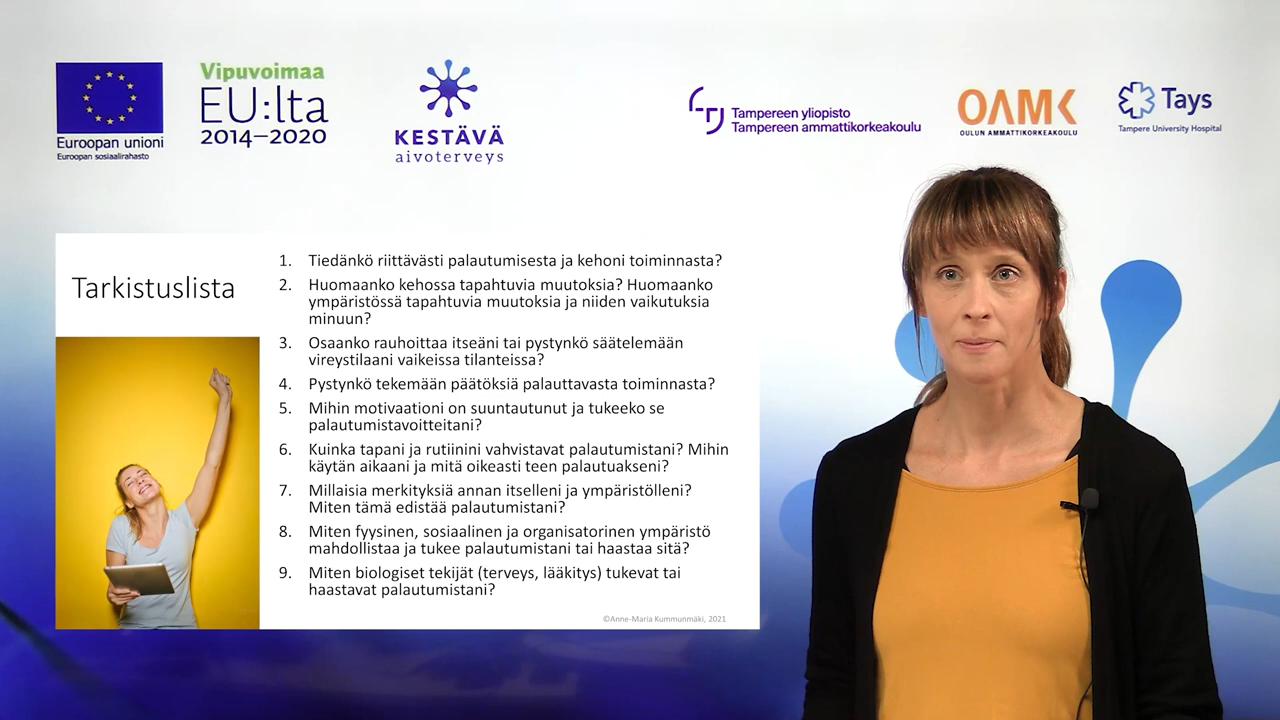 Euroopan unioni
Euroopan sosiaalirahasto
Vipuvoimaa
EU:lta
2014–2020
KESTÄVÄ
aivoterveys
Tampereen yliopisto
Tampereen ammattikorkeakoulu
OAMK
OULUN AMMATTIKORKEAKOULU
Tays
Tampere University Hospital
Tarkistuslista
1. Tiedänkö riittävästi palautumisesta ja kehoni toiminnasta?
2. Huomaanko kehossa tapahtuvia muutoksia? Huomaanko
ympäristössä tapahtuvia muutoksia ja niiden vaikutuksia
minuun?
3. Osaanko rauhoittaa itseäni tai pystynkö säätelemään
vireystilaani vaikeissa tilanteissa?
4. Pystynkö tekemään päätöksiä palauttavasta toiminnasta?
5. Mihin motivaationi on suuntautunut ja tukeeko se
palautumistavoitteitani?
6. Kuinka tapani ja rutiinini vahvistavat palautumistani? Mihin
käytän aikaani ja mitä oikeasti teen palautuakseni?
7. Millaisia merkityksiä annan itselleni ja ympäristölleni?
Miten tämä edistää palautumistani?
8. Miten fyysinen, sosiaalinen ja organisatorinen ympäristö
mahdollistaa ja tukee palautumistani tai haastaa sitä?
9. Miten biologiset tekijät (terveys, lääkitys) tukevat tai
haastavat palautumistani?
©Anne-Maria Kummunmäki, 2021